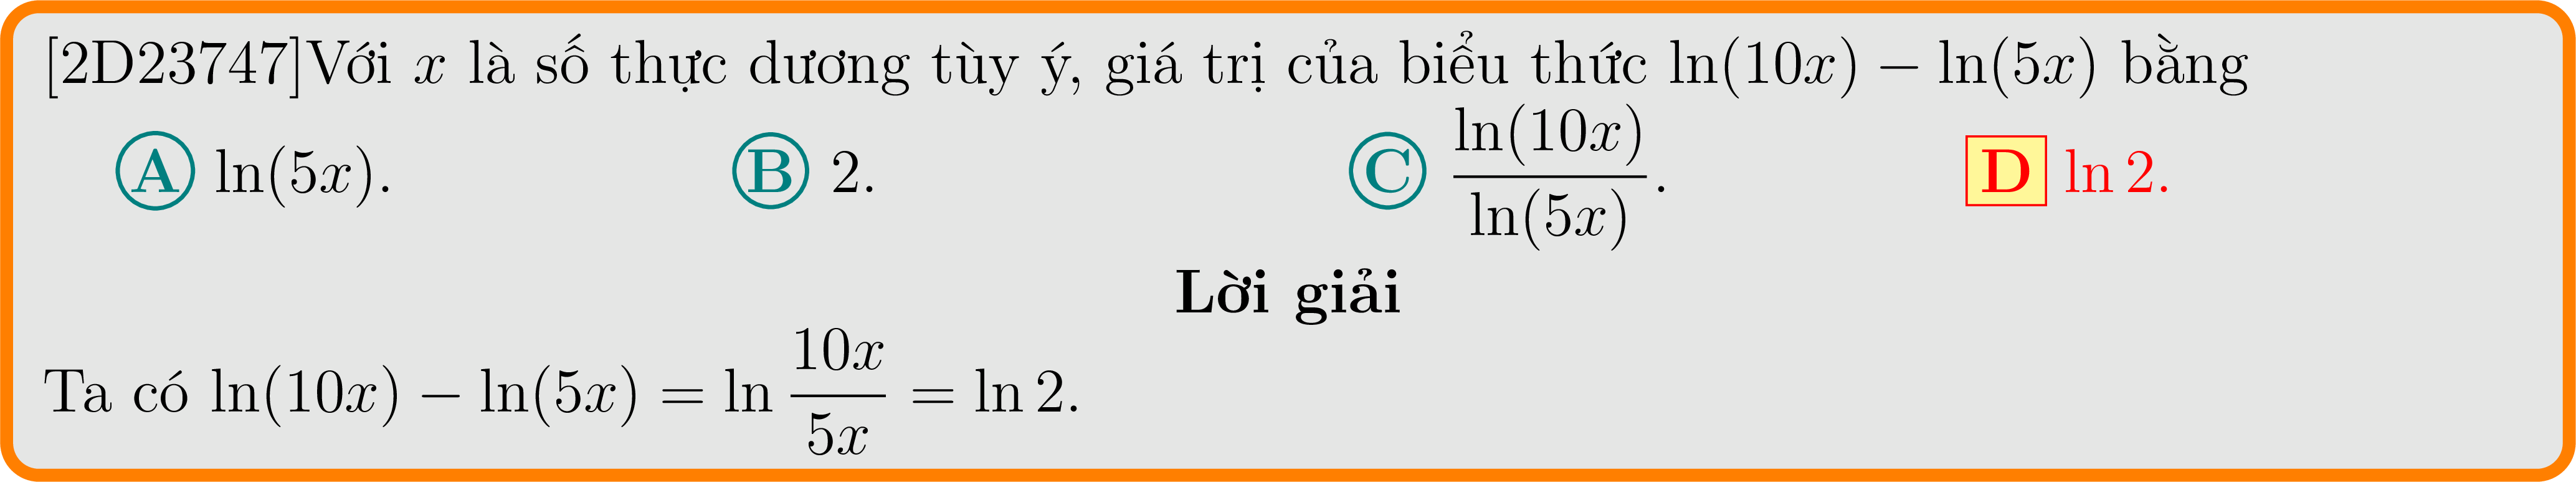 [2D23747]Với x là số thực dương tùy ý, giá trị của biểu thức ln(10x) − ln(5x) bằng
A ln(5x). B 2. C ln(10x)/ln(5x). D ln 2.
Lời giải
Ta có ln(10x) − ln(5x) = ln 10x/5x = ln 2.